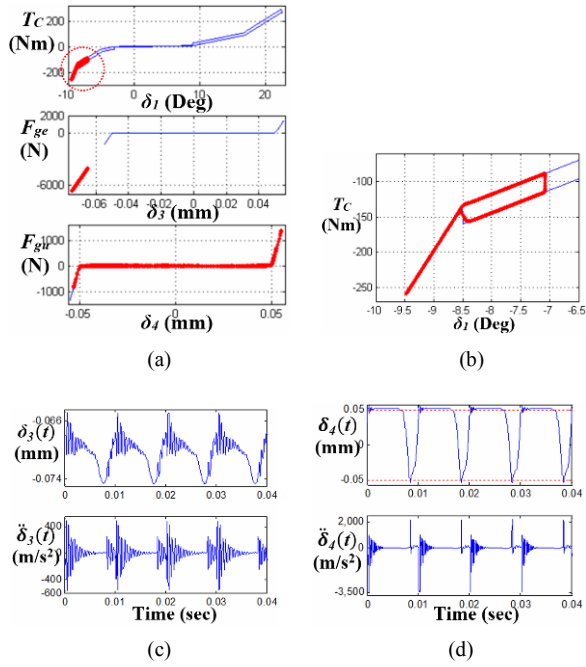 T_C
(Nm)
200
0
-200
-10
0
10
20
δ_1 (Deg)
F_ge
(N)
2000
0
-6000
-0.06
-0.04
-0.02
0
0.02
0.04
δ_3 (mm)
F_gu
(N)
1000
0
-1000
-0.05
0
0.05
δ_4 (mm)
(a)
T_C
(Nm)
-100
-150
-200
-250
-10
-9.5
-9
-8.5
-8
-7.5
-7
-6.5
δ_1 (Deg)
(b)
δ_3(t)
(mm)
-0.066
-0.074
0
0.01
0.02
0.03
0.04
δ̈_3(t)
(m/s²)
400
0
-600
0
0.01
0.02
0.03
0.04
Time (sec)
(c)
δ_4(t)
(mm)
0.05
0
-0.05
0
0.01
0.02
0.03
0.04
δ̈_4(t)
(m/s²)
2,000
0
-3,500
0
0.01
0.02
0.03
0.04
Time (sec)
(d)